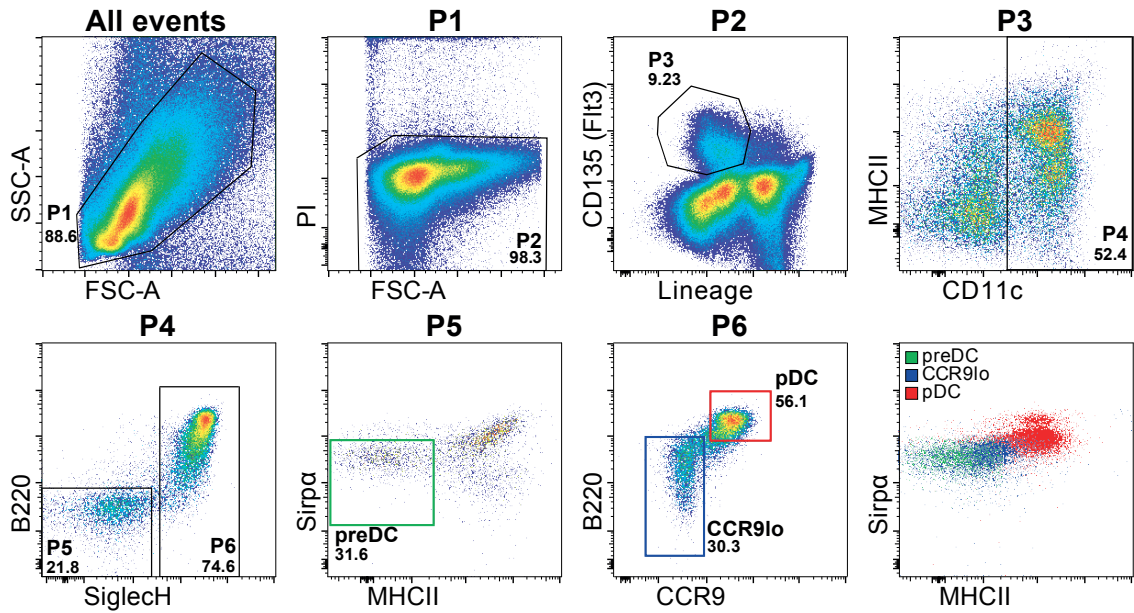 All events
SSC-A
P1
88.6
FSC-A
P1
PI
P2
98.3
FSC-A
P2
CD135 (Flt3)
P3
9.23
Lineage
P3
MHCII
P4
52.4
CD11c
P4
B220
P5
21.8
P6
74.6
SiglecH
P5
Sirpα
preDC
31.6
MHCII
P6
B220
pDC
56.1
CCR9lo
30.3
CCR9
preDC
CCR9lo
pDC
Sirpα
MHCII